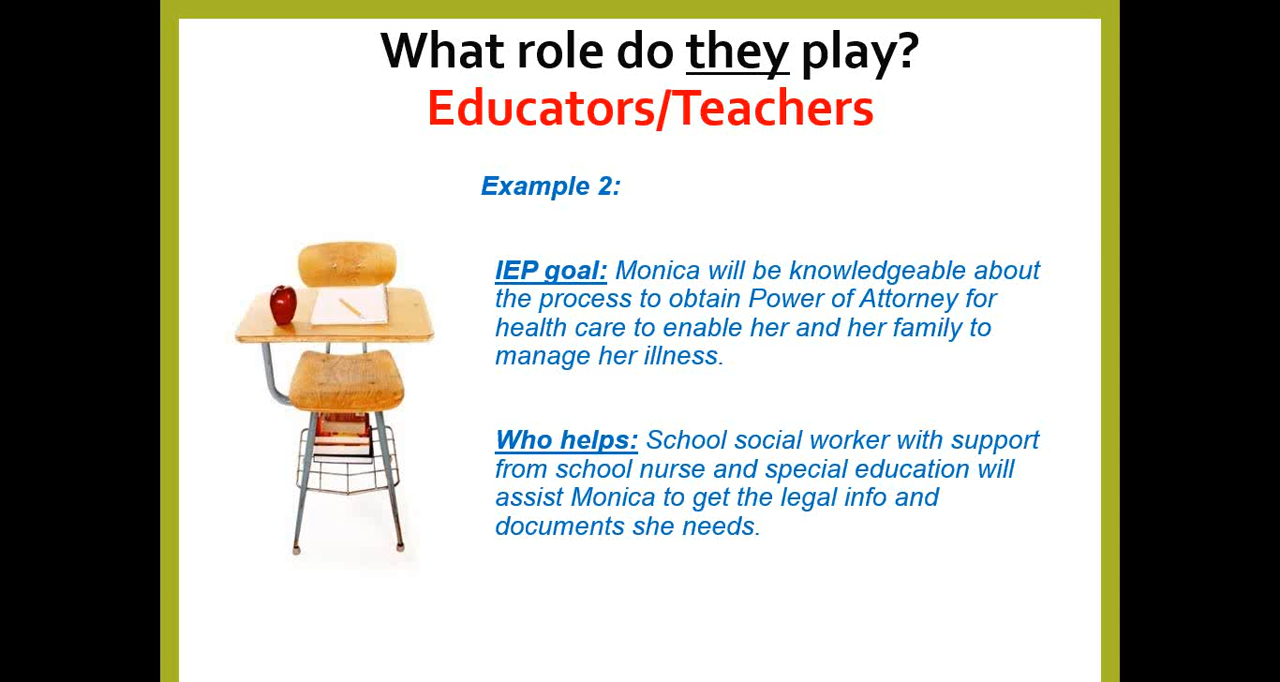 What role do they play?
Educators/Teachers
Example 2:
IEP goal: Monica will be knowledgeable about
the process to obtain Power of Attorney for
health care to enable her and her family to
manage her illness.
Who helps: School social worker with support
from school nurse and special education will
assist Monica to get the legal info and
documents she needs.